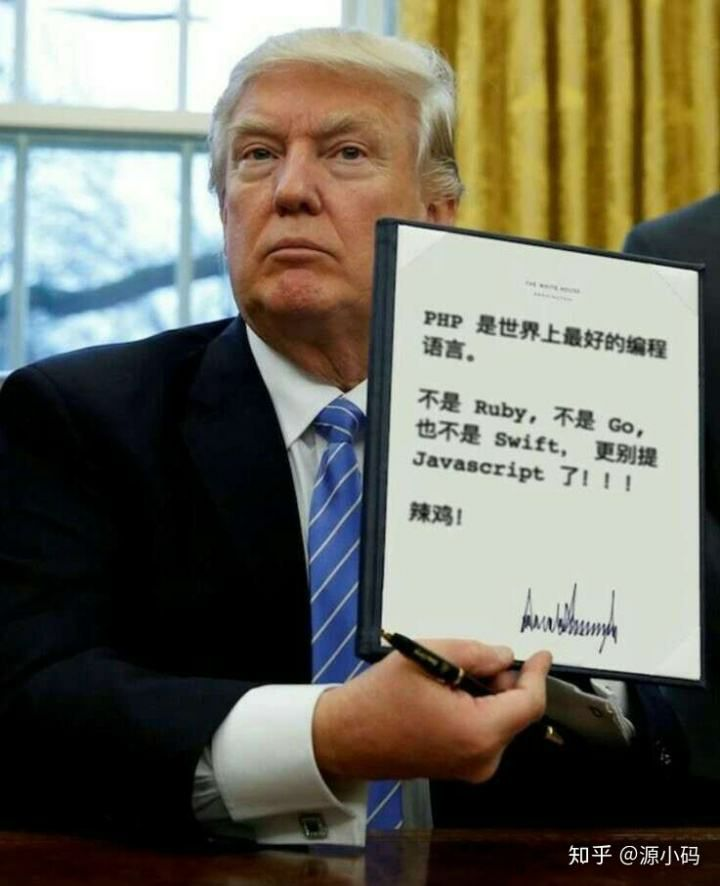 THE WHITE HOUSE
WASHINGTON
PHP 是世界上最好的编程
语言。
不是 Ruby, 不是 Go,
也不是 Swift, 更别提
Javascript 了!!!
辣鸡!
知乎 @源小码